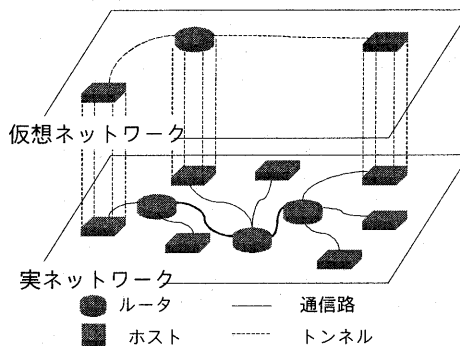 仮想ネットワーク
実ネットワーク
ルータ 通信路
ホスト トンネル